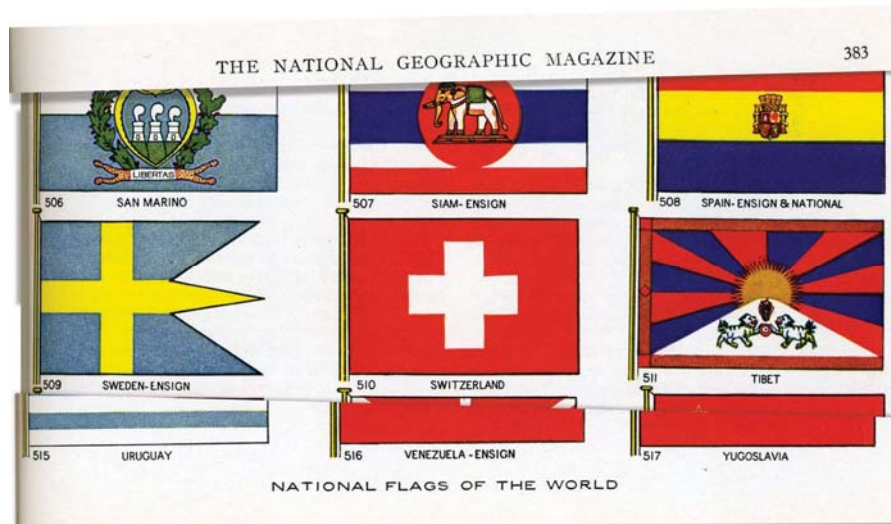 THE NATIONAL GEOGRAPHIC MAGAZINE 383
LIBERTAS
506 SAN MARINO 507 SIAM-ENSIGN 508 SPAIN-ENSIGN & NATIONAL
509 SWEDEN-ENSIGN 510 SWITZERLAND 511 TIBET
515 URUGUAY 516 VENEZUELA-ENSIGN 517 YUGOSLAVIA
NATIONAL FLAGS OF THE WORLD